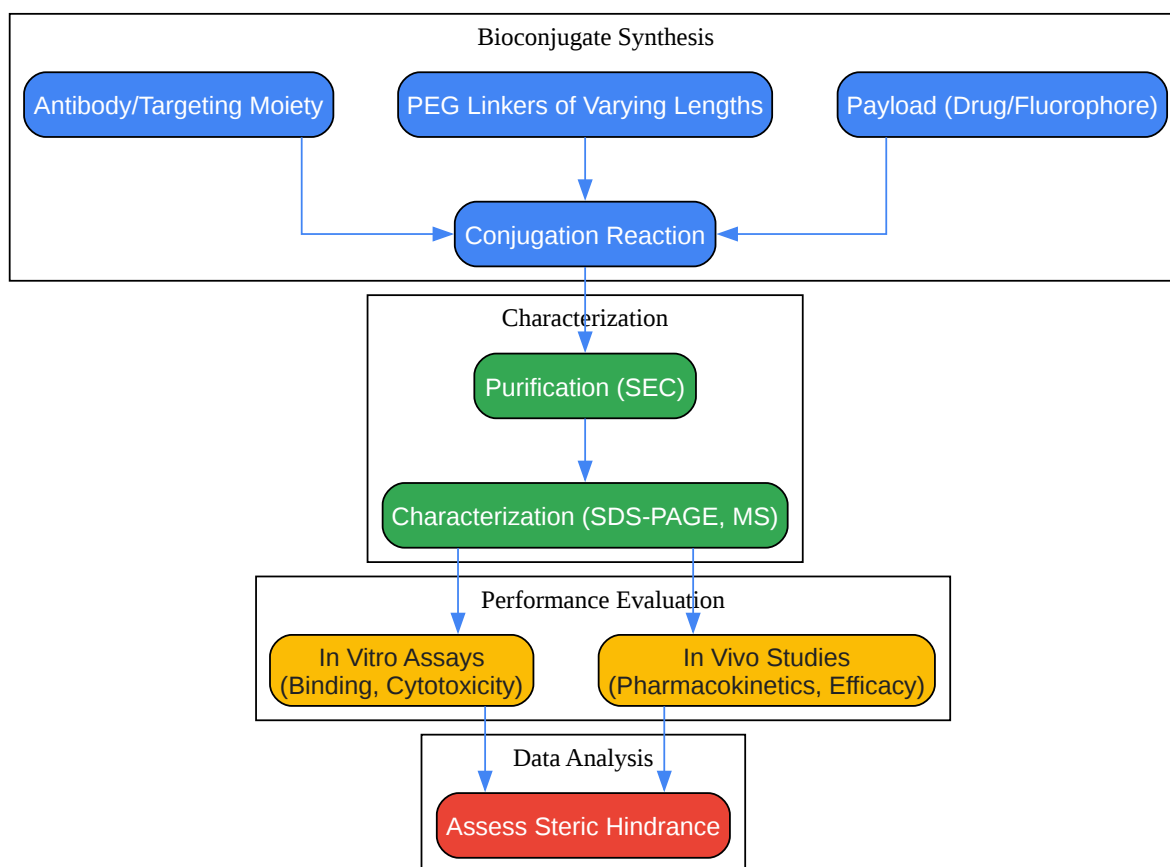 Bioconjugate Synthesis
Antibody/Targeting Moiety
PEG Linkers of Varying Lengths
Payload (Drug/Fluorophore)
Conjugation Reaction
Characterization
Purification (SEC)
Characterization (SDS-PAGE, MS)
Performance Evaluation
In Vitro Assays
(Binding, Cytotoxicity)
In Vivo Studies
(Pharmacokinetics, Efficacy)
Data Analysis
Assess Steric Hindrance